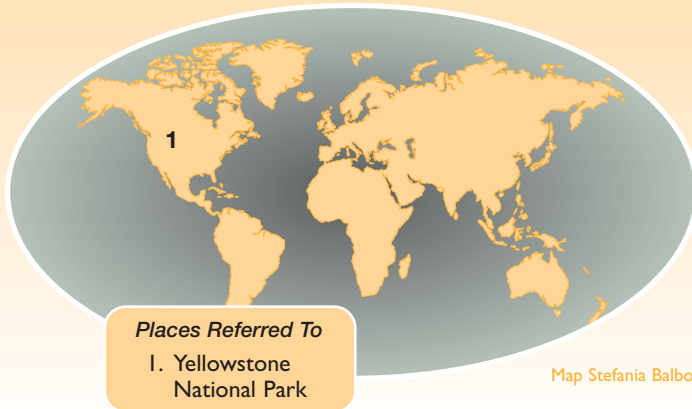 1
Places Referred To
1. Yellowstone
National Park
Map Stefania Balbo